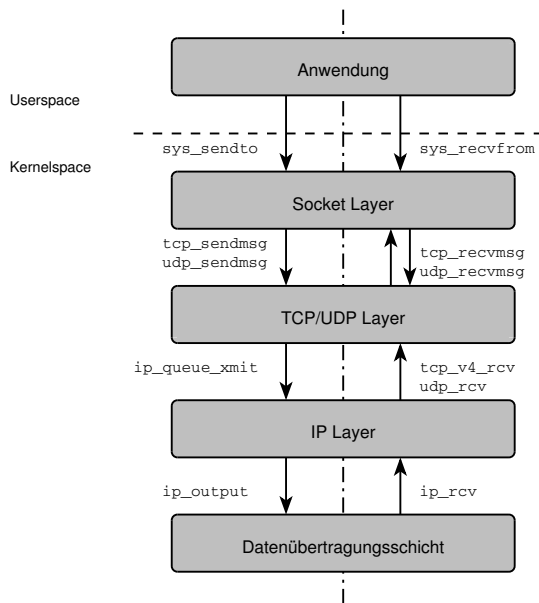 Anwendung
Userspace
sys_sendto
sys_recvfrom
Kernelspace
Socket Layer
tcp_sendmsg
udp_sendmsg
tcp_recvmsg
udp_recvmsg
TCP/UDP Layer
ip_queue_xmit
tcp_v4_rcv
udp_rcv
IP Layer
ip_output
ip_rcv
Datenübertragungsschicht